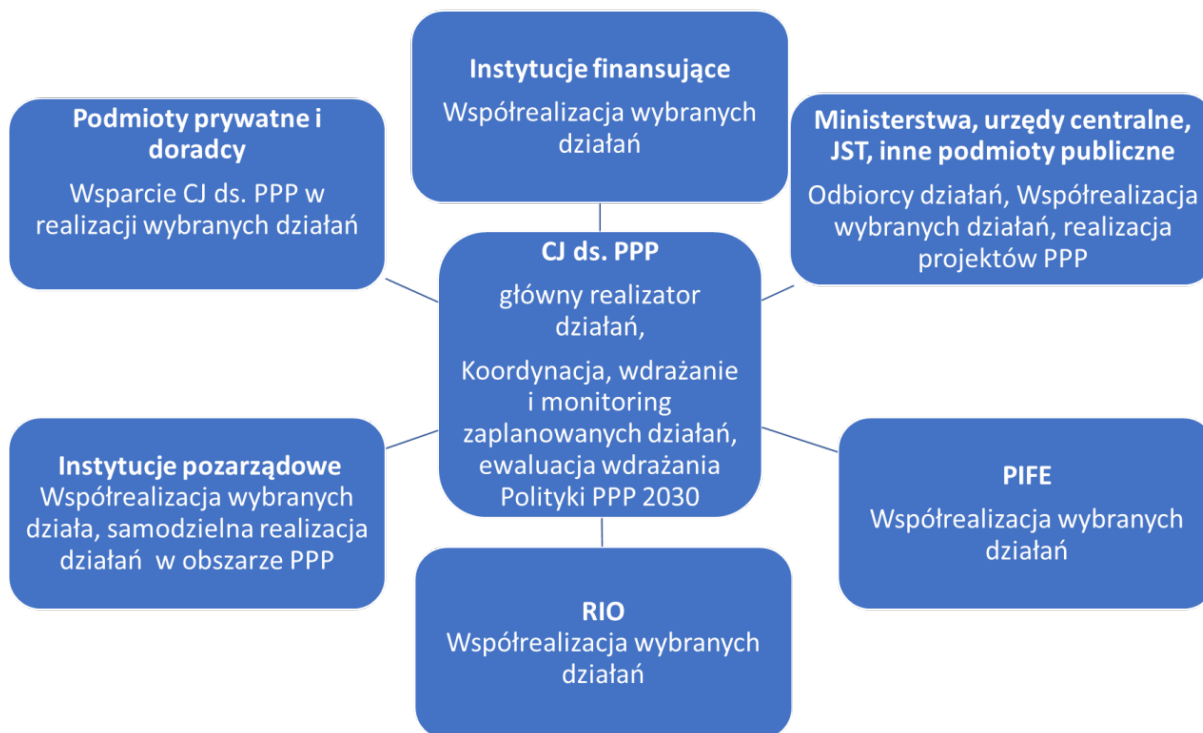 Instytucje finansujące
Współrealizacja wybranych
działań
Podmioty prywatne i
doradcy
Wsparcie CJ ds. PPP w
realizacji wybranych działań
Ministerstwa, urzędy centralne,
JST, inne podmioty publiczne
Odbiorcy działań, Współrealizacja
wybranych działań, realizacja
projektów PPP
CJ ds. PPP
główny realizator
działań,
Koordynacja, wdrażanie
i monitoring
zaplanowanych działań,
ewaluacja wdrażania
Polityki PPP 2030
Instytucje pozarządowe
Współrealizacja wybranych
działa, samodzielna realizacja
działań w obszarze PPP
PIFE
Współrealizacja wybranych
działań
RIO
Współrealizacja wybranych
działań